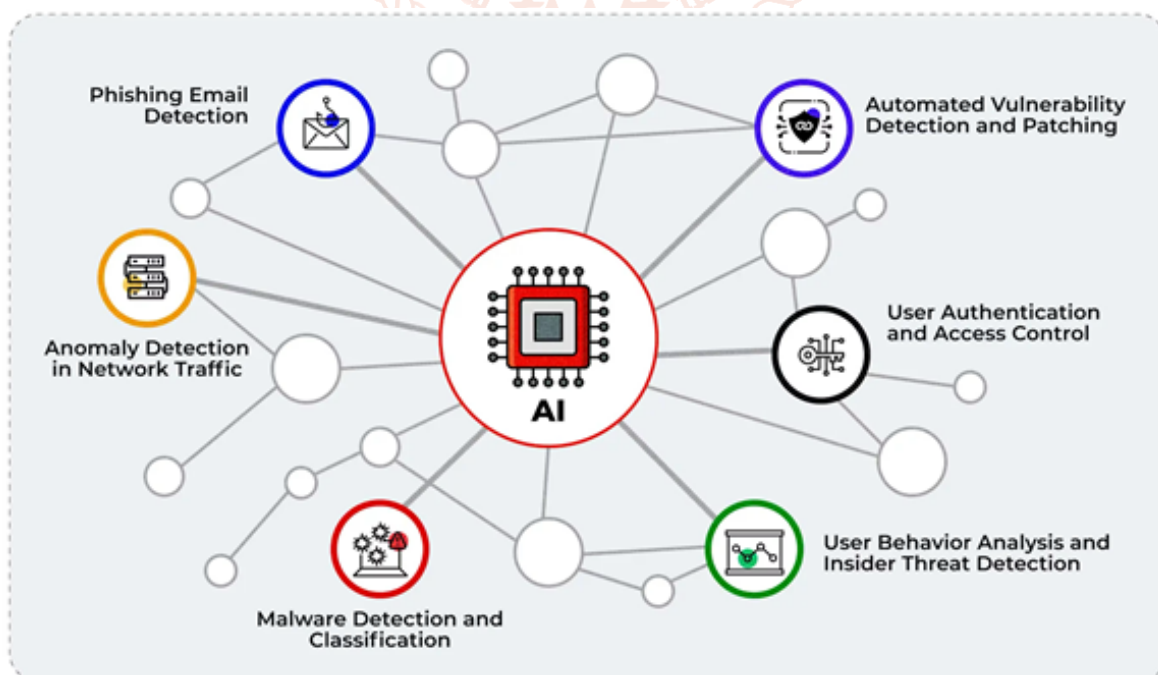 Phishing Email
Detection
Automated Vulnerability
Detection and Patching
Anomaly Detection
in Network Traffic
User Authentication
and Access Control
AI
User Behavior Analysis and
Insider Threat Detection
Malware Detection and
Classification